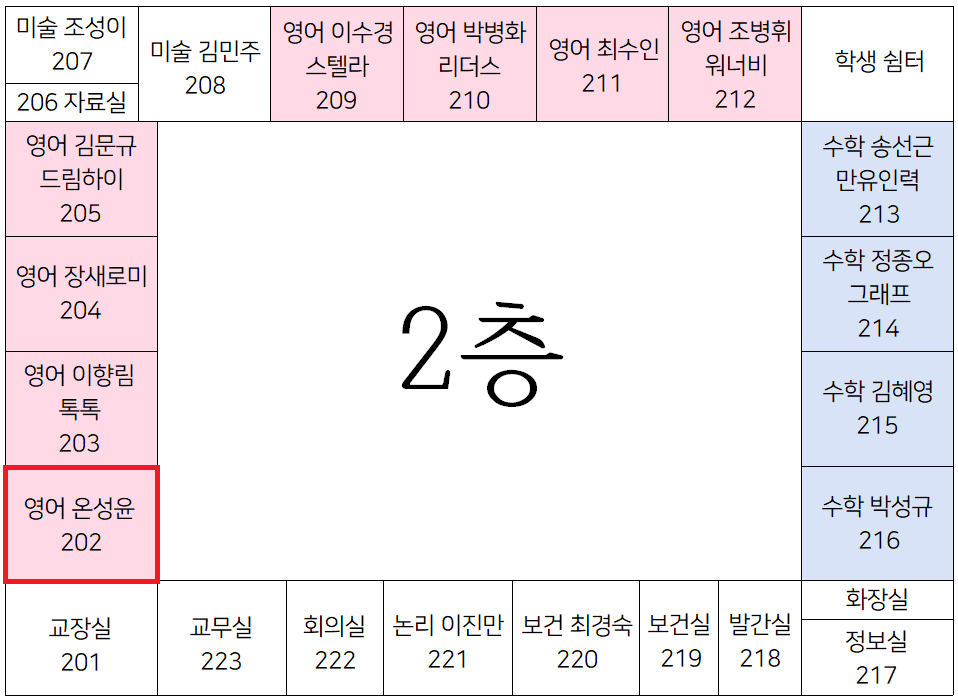 미술 조성이
207
206 자료실
미술 김민주
208
영어 이수경
스텔라
209
영어 박병화
리더스
210
영어 최수인
211
영어 조병휘
워너비
212
학생 쉼터
영어 김문규
드림하이
205
영어 장새로미
204
영어 이향림
톡톡
203
영어 온성윤
202
2층
수학 송선근
만유인력
213
수학 정종오
그래프
214
수학 김혜영
215
수학 박성규
216
교장실
201
교무실
223
회의실
222
논리 이진만
221
보건 최경숙
220
보건실
219
발간실
218
화장실
정보실
217